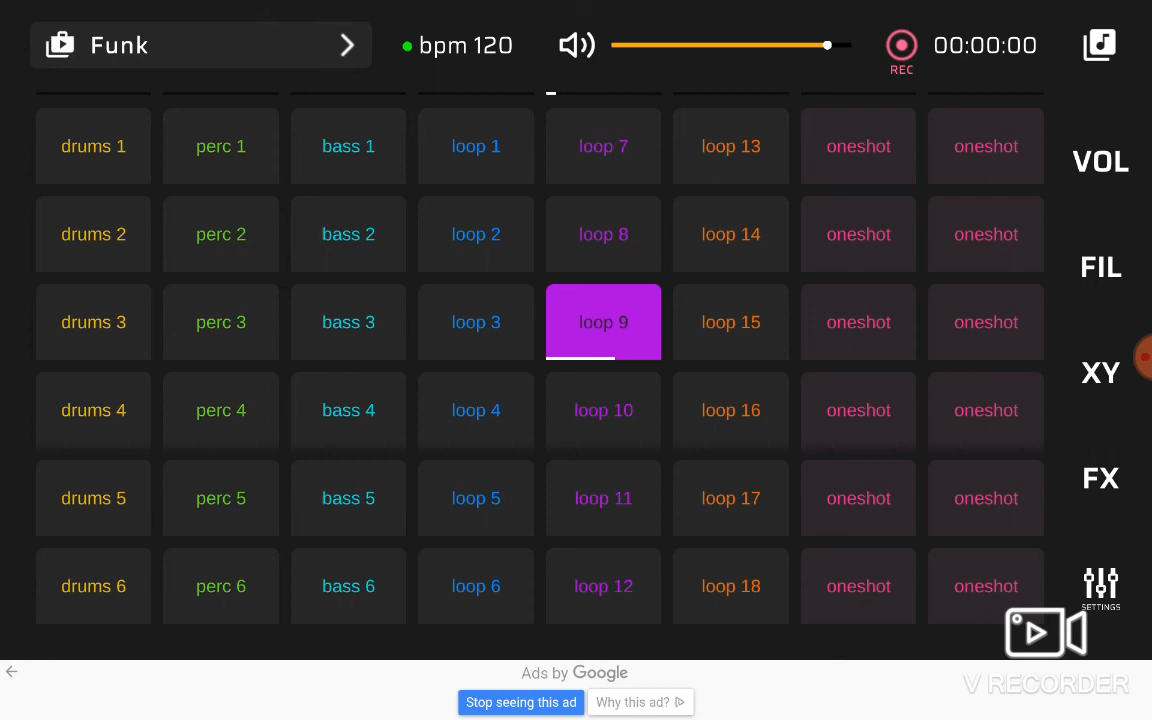 Funk
bpm 120
REC
00:00:00
drums 1 perc 1 bass 1 loop 1 loop 7 loop 13 oneshot oneshot
VOL
drums 2 perc 2 bass 2 loop 2 loop 8 loop 14 oneshot oneshot
FIL
drums 3 perc 3 bass 3 loop 3 loop 9 loop 15 oneshot oneshot
XY
drums 4 perc 4 bass 4 loop 4 loop 10 loop 16 oneshot oneshot
FX
drums 5 perc 5 bass 5 loop 5 loop 11 loop 17 oneshot oneshot
drums 6 perc 6 bass 6 loop 6 loop 12 loop 18 oneshot oneshot
SETTINGS
Ads by Google
Stop seeing this ad
Why this ad?
V RECORDER